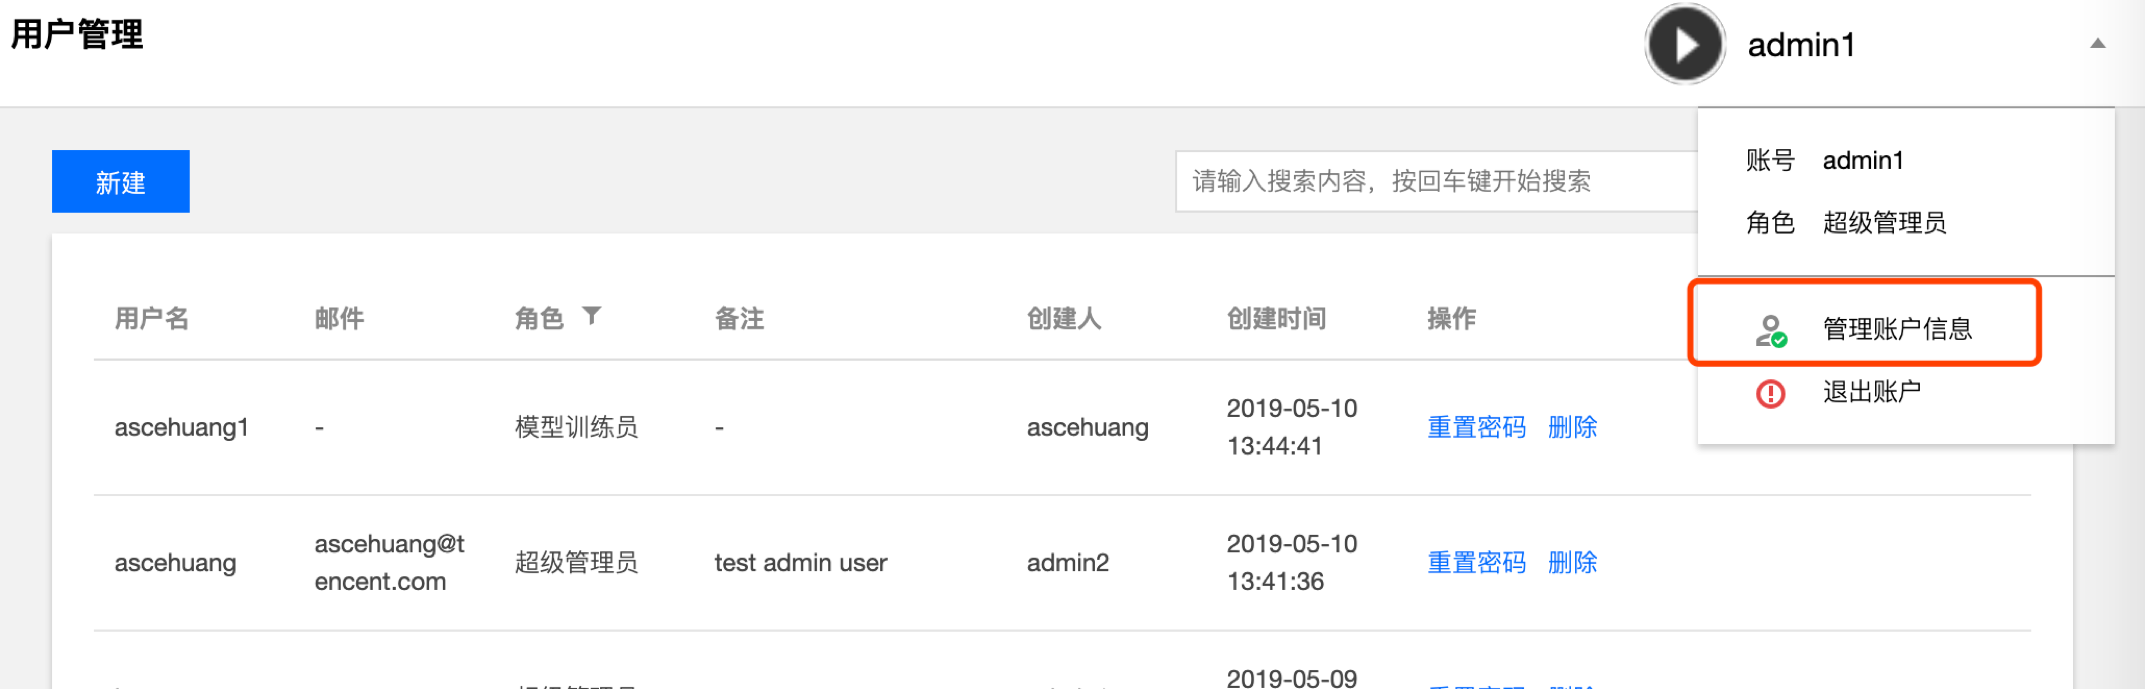 用户管理
admin1
账号 admin1
角色 超级管理员
管理账户信息
退出账户
新建
请输入搜索内容，按回车键开始搜索
用户名 邮件 角色 备注 创建人 创建时间 操作
ascehuang1 - 模型训练员 - ascehuang 2019-05-10 13:44:41 重置密码 删除
ascehuang ascehuang@tencent.com 超级管理员 test admin user admin2 2019-05-10 13:41:36 重置密码 删除
2019-05-09